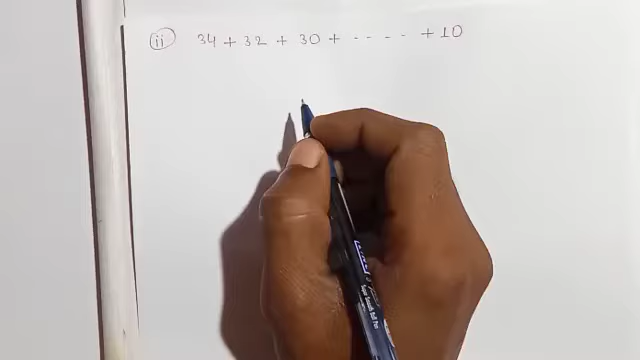 (ii) 34 + 32 + 30 + - - - - - + 10